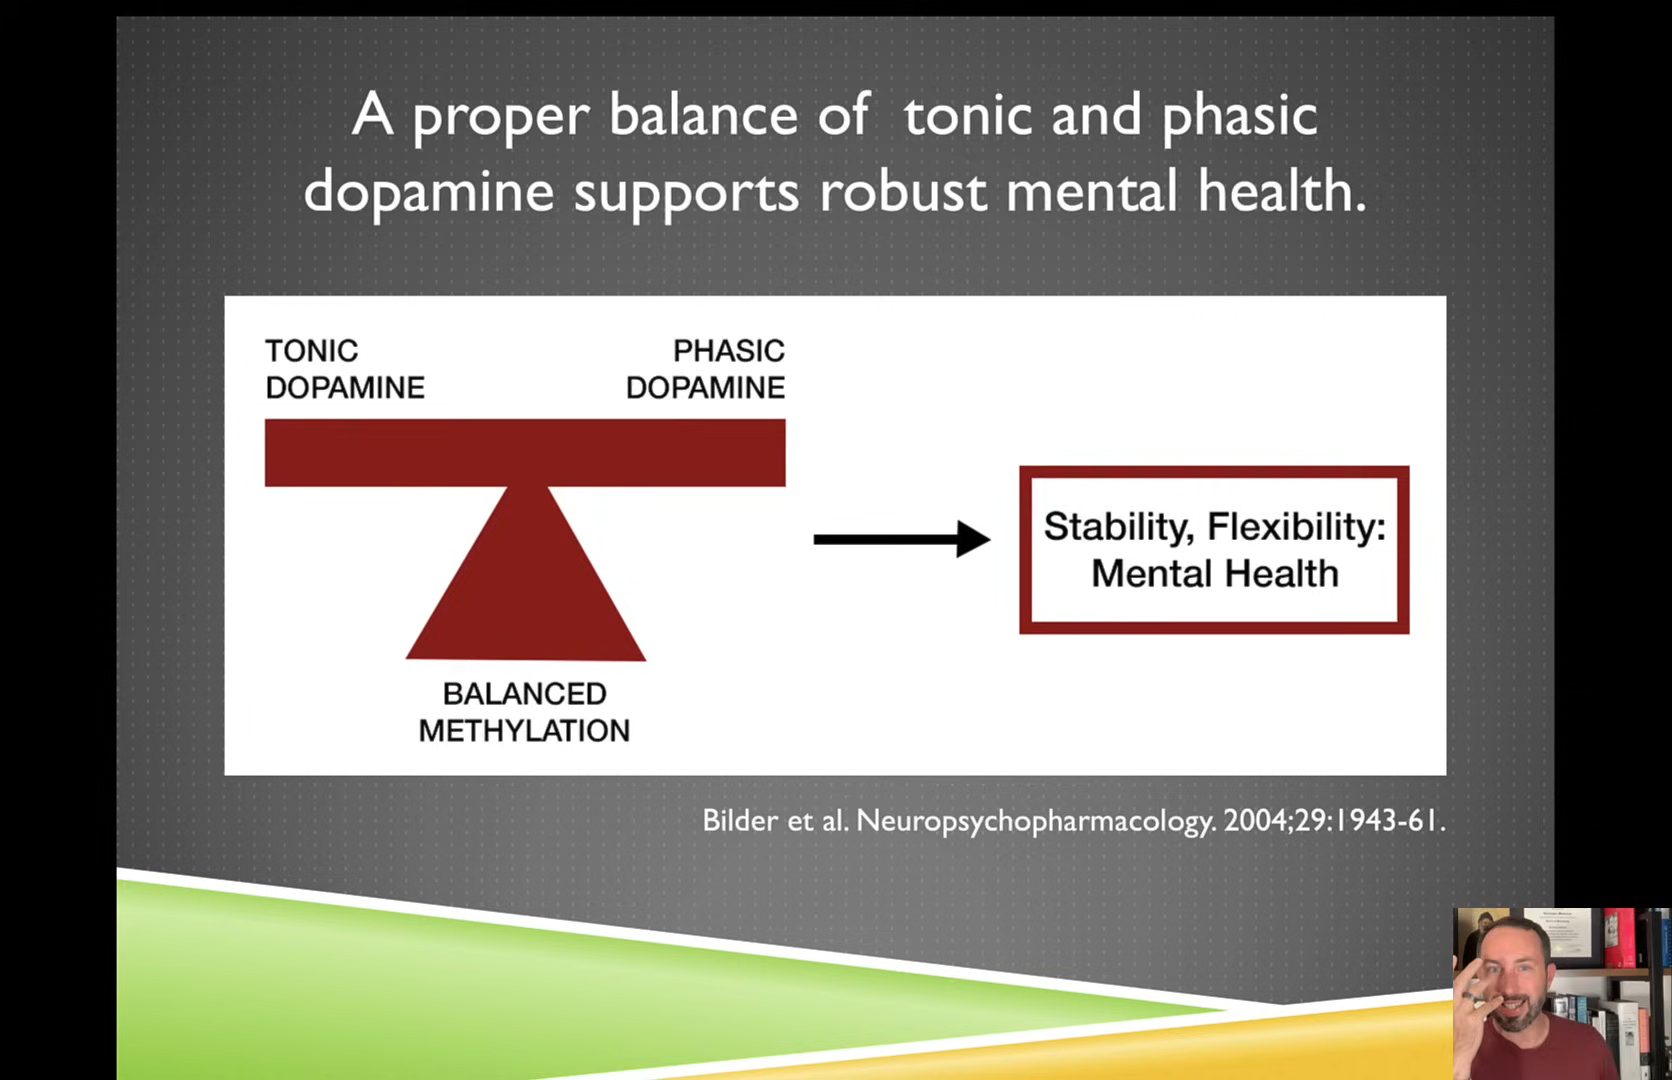 A proper balance of tonic and phasic
dopamine supports robust mental health.
TONIC
DOPAMINE
PHASIC
DOPAMINE
Stability, Flexibility:
Mental Health
BALANCED
METHYLATION
Bilder et al. Neuropsychopharmacology. 2004;29:1943-61.